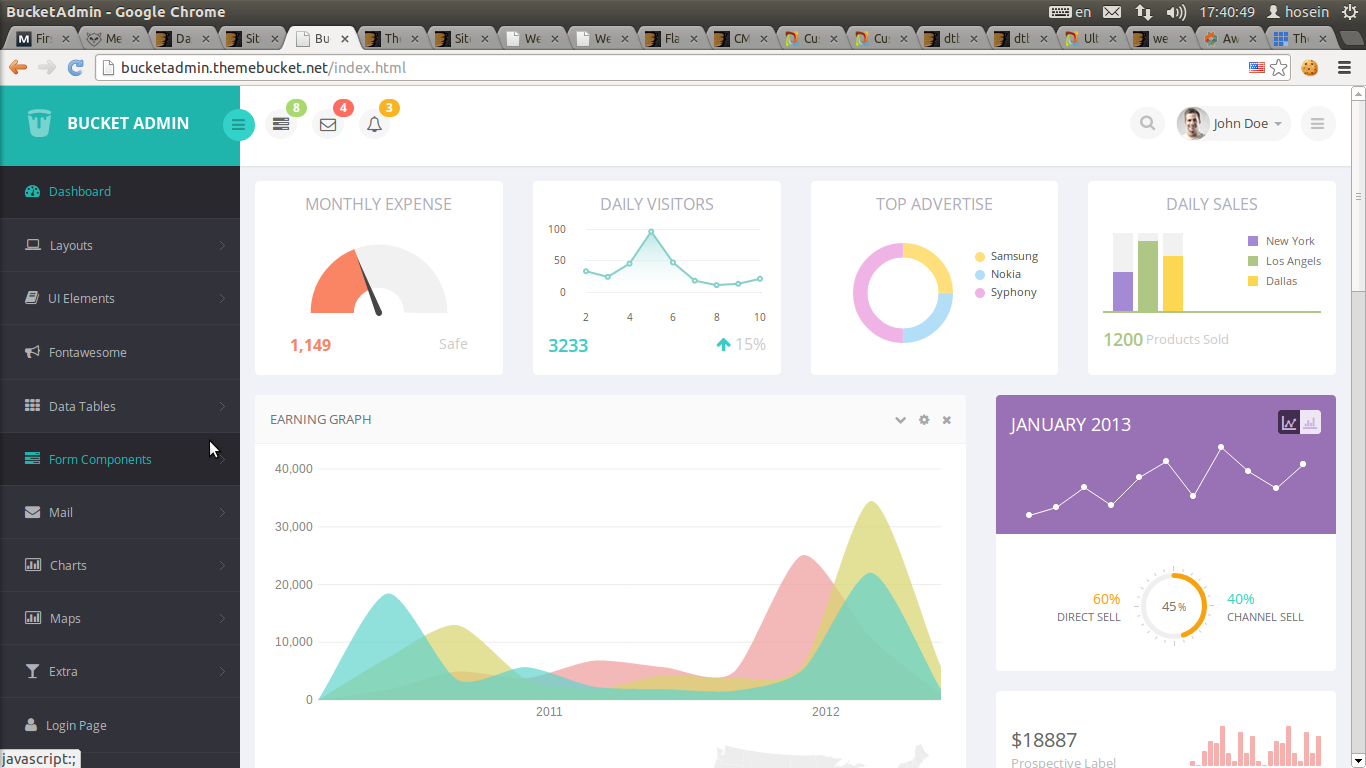 BucketAdmin - Google Chrome
en 17:40:49 hosein
Fir Me Da Sit Bu The Site We We Fla CM Cus Cus dtl dtl Ult we Aw Th
bucketadmin.themebucket.net/index.html
BUCKET ADMIN
8 4 3
John Doe
Dashboard
Layouts
UI Elements
Fontawesome
Data Tables
Form Components
Mail
Charts
Maps
Extra
Login Page
javascript:;
MONTHLY EXPENSE
1,149 Safe
DAILY VISITORS
100
50
0
2 4 6 8 10
3233 15%
TOP ADVERTISE
Samsung
Nokia
Syphony
DAILY SALES
New York
Los Angels
Dallas
1200 Products Sold
EARNING GRAPH
40,000
30,000
20,000
10,000
0
2011 2012
JANUARY 2013
60%
DIRECT SELL
45%
40%
CHANNEL SELL
$18887
Prospective Label